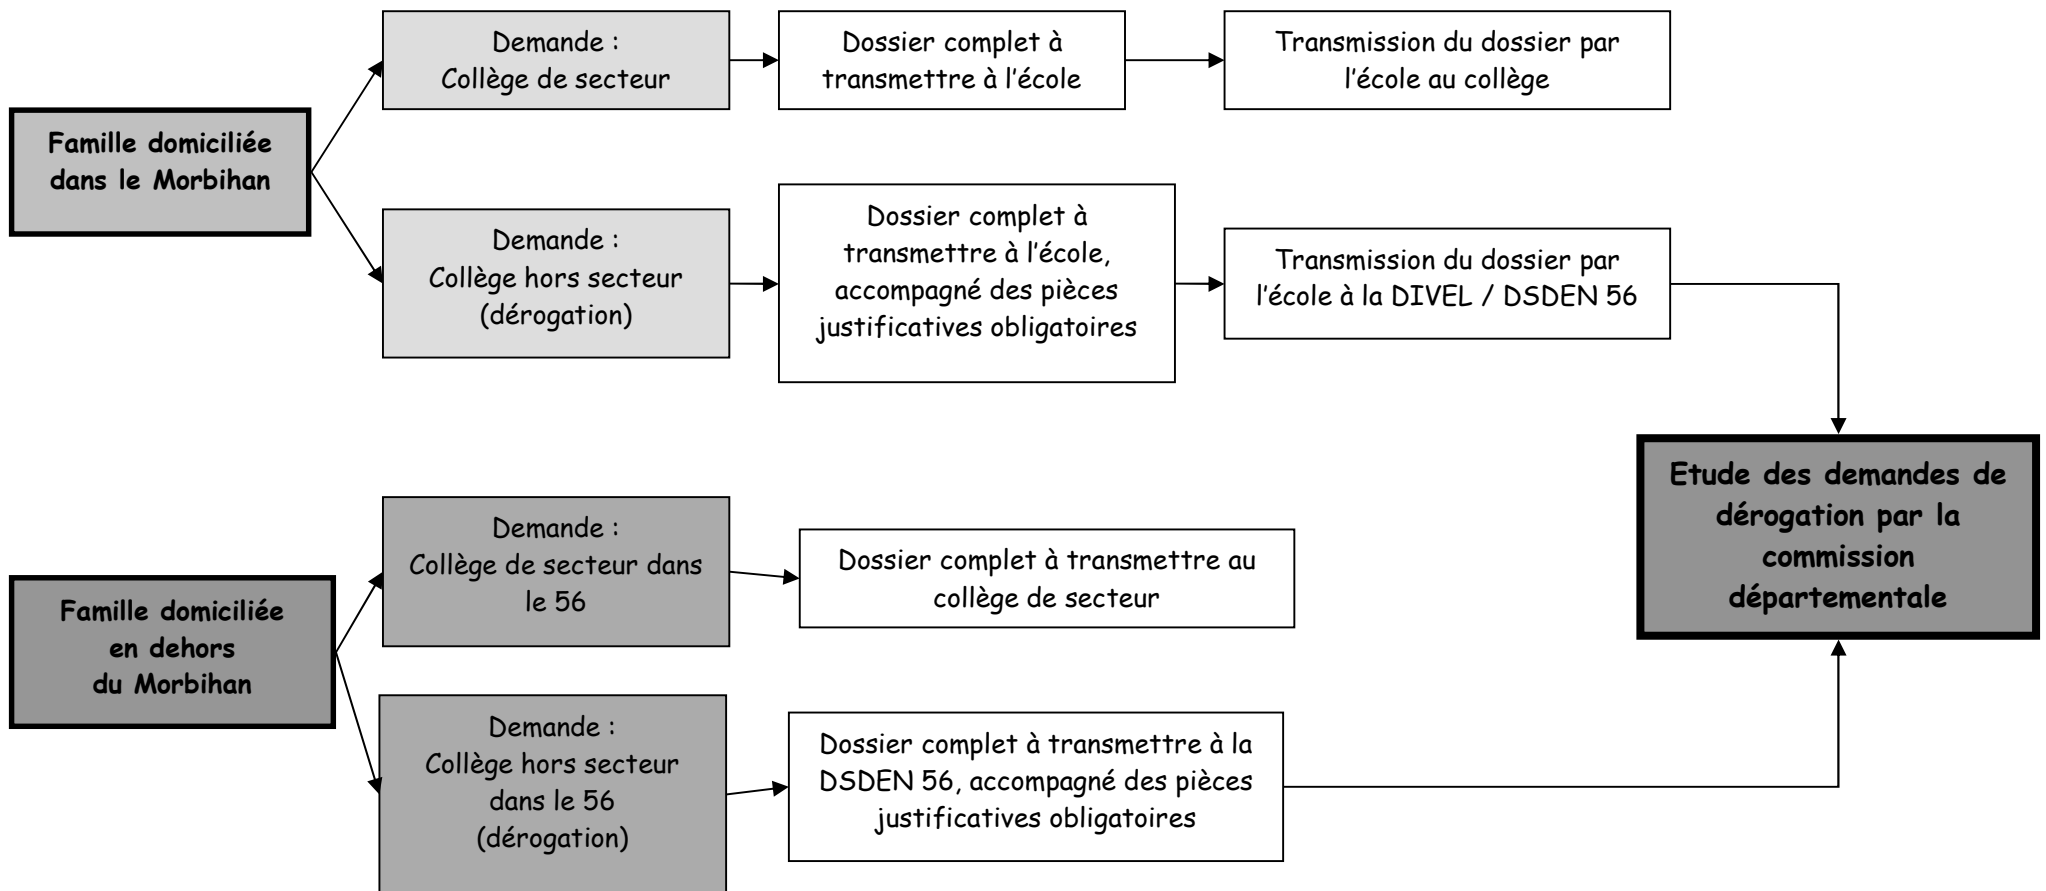 Demande :
Collège de secteur
Dossier complet à
transmettre à l'école
Transmission du dossier par
l'école au collège
Famille domiciliée
dans le Morbihan
Demande :
Collège hors secteur
(dérogation)
Dossier complet à
transmettre à l'école,
accompagné des pièces
justificatives obligatoires
Transmission du dossier par
l'école à la DIVEL / DSDEN 56
Etude des demandes de
dérogation par la
commission
départementale
Famille domiciliée
en dehors
du Morbihan
Demande :
Collège de secteur dans
le 56
Dossier complet à transmettre au
collège de secteur
Demande :
Collège hors secteur
dans le 56
(dérogation)
Dossier complet à transmettre à la
DSDEN 56, accompagné des pièces
justificatives obligatoires